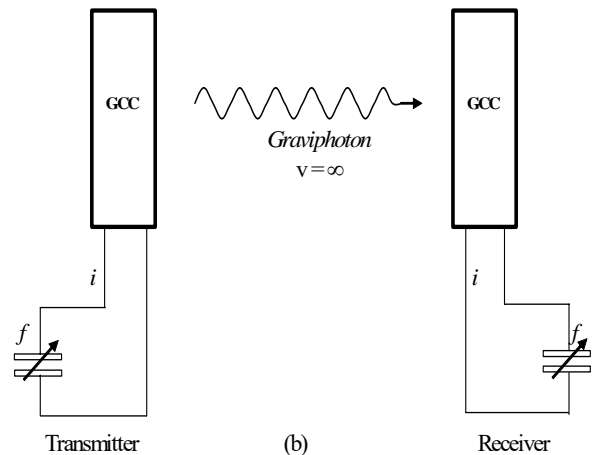 GCC
GCC
Graviphoton
v = ∞
i
i
f
f
Transmitter
(b)
Receiver